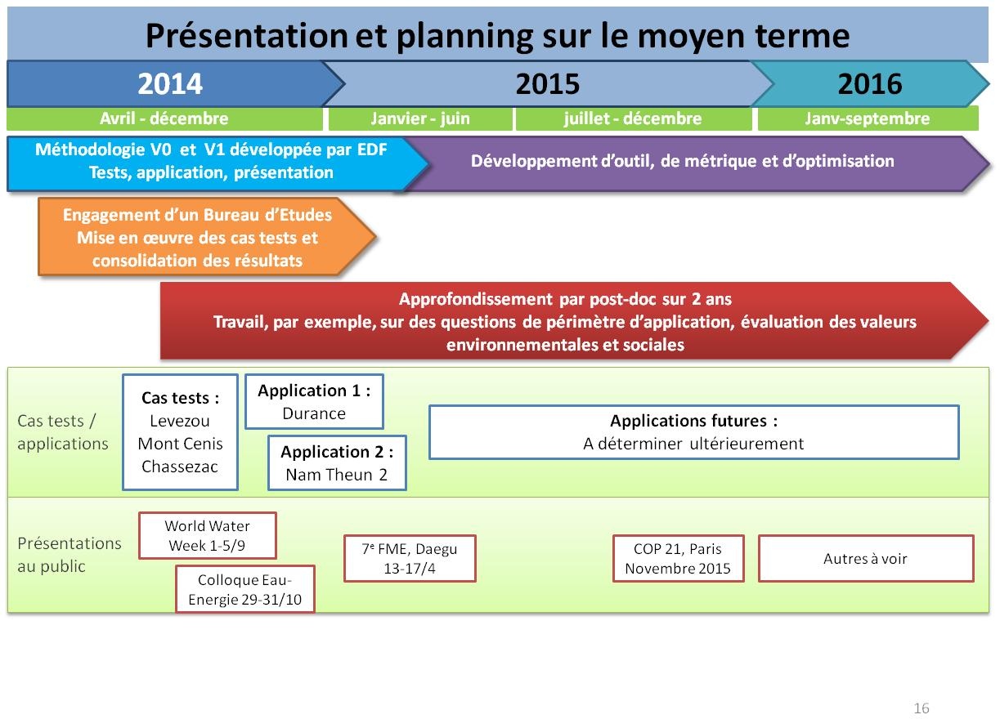 Présentation et planning sur le moyen terme
2014
2015
2016
Avril - décembre
Janvier - juin
juillet - décembre
Janv-septembre
Méthodologie V0 et V1 développée par EDF
Tests, application, présentation
Développement d'outil, de métrique et d'optimisation
Engagement d'un Bureau d'Etudes
Mise en œuvre des cas tests et
consolidation des résultats
Approfondissement par post-doc sur 2 ans
Travail, par exemple, sur des questions de périmètre d'application, évaluation des valeurs
environnementales et sociales
Cas tests /
applications
Cas tests :
Levezou
Mont Cenis
Chassezac
Application 1 :
Durance
Application 2 :
Nam Theun 2
Applications futures :
A déterminer ultérieurement
Présentations
au public
World Water
Week 1-5/9
Colloque Eau-
Energie 29-31/10
7e FME, Daegu
13-17/4
COP 21, Paris
Novembre 2015
Autres à voir
16